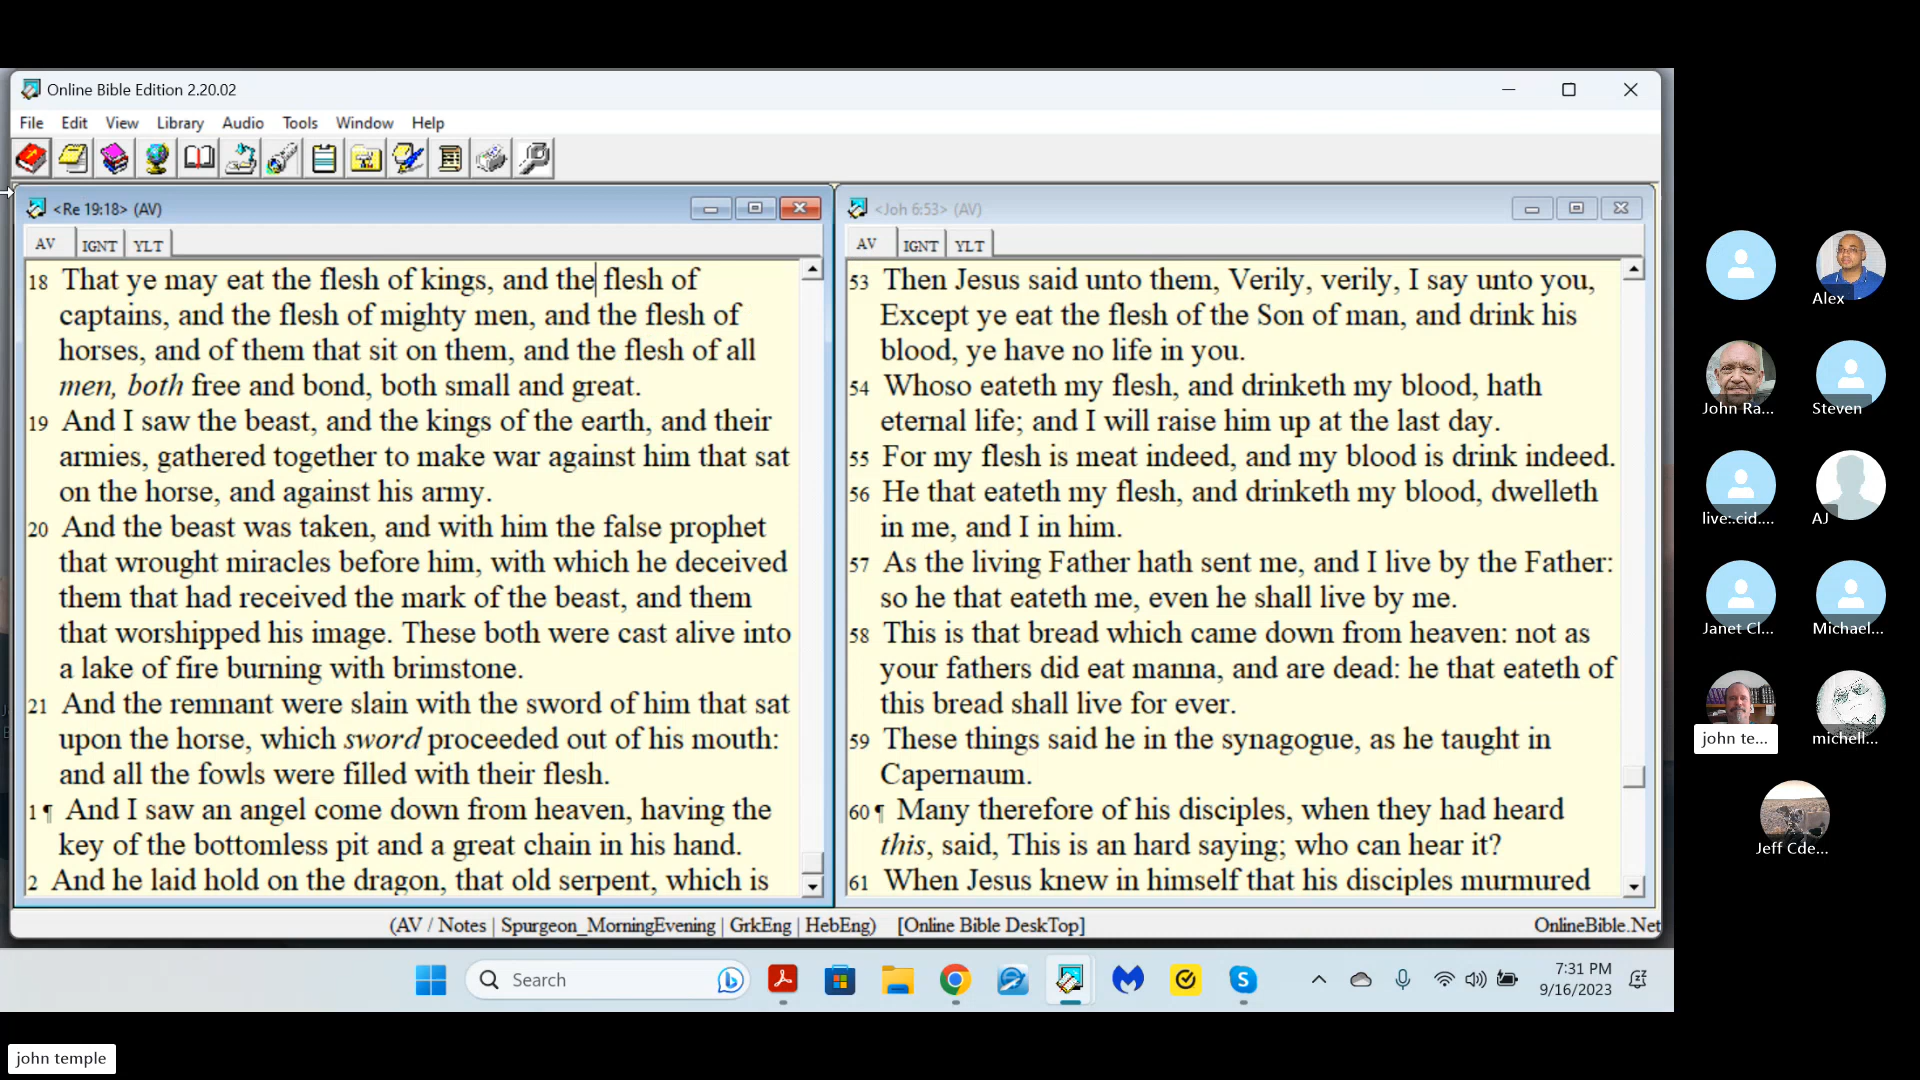 Online Bible Edition 2.20.02
File Edit View Library Audio Tools Window Help
<Re 19:18> (AV)
AV IGNT YLT
18 That ye may eat the flesh of kings, and the flesh of
captains, and the flesh of mighty men, and the flesh of
horses, and of them that sit on them, and the flesh of all
men, both free and bond, both small and great.
19 And I saw the beast, and the kings of the earth, and their
armies, gathered together to make war against him that sat
on the horse, and against his army.
20 And the beast was taken, and with him the false prophet
that wrought miracles before him, with which he deceived
them that had received the mark of the beast, and them
that worshipped his image. These both were cast alive into
a lake of fire burning with brimstone.
21 And the remnant were slain with the sword of him that sat
upon the horse, which sword proceeded out of his mouth:
and all the fowls were filled with their flesh.
1 ¶ And I saw an angel come down from heaven, having the
key of the bottomless pit and a great chain in his hand.
2 And he laid hold on the dragon, that old serpent, which is
<Joh 6:53> (AV)
AV IGNT YLT
53 Then Jesus said unto them, Verily, verily, I say unto you,
Except ye eat the flesh of the Son of man, and drink his
blood, ye have no life in you.
54 Whoso eateth my flesh, and drinketh my blood, hath
eternal life; and I will raise him up at the last day.
55 For my flesh is meat indeed, and my blood is drink indeed.
56 He that eateth my flesh, and drinketh my blood, dwelleth
in me, and I in him.
57 As the living Father hath sent me, and I live by the Father:
so he that eateth me, even he shall live by me.
58 This is that bread which came down from heaven: not as
your fathers did eat manna, and are dead: he that eateth of
this bread shall live for ever.
59 These things said he in the synagogue, as he taught in
Capernaum.
60 ¶ Many therefore of his disciples, when they had heard
this, said, This is an hard saying; who can hear it?
61 When Jesus knew in himself that his disciples murmured
(AV / Notes | Spurgeon_MorningEvening | GrkEng | HebEng) [Online Bible DeskTop] OnlineBible.Net
Search
7:31 PM
9/16/2023
Alex
John Ra...
Steven
live:.cid....
AJ
Janet Cl...
Michael...
john te...
michell...
Jeff Cde...
john temple